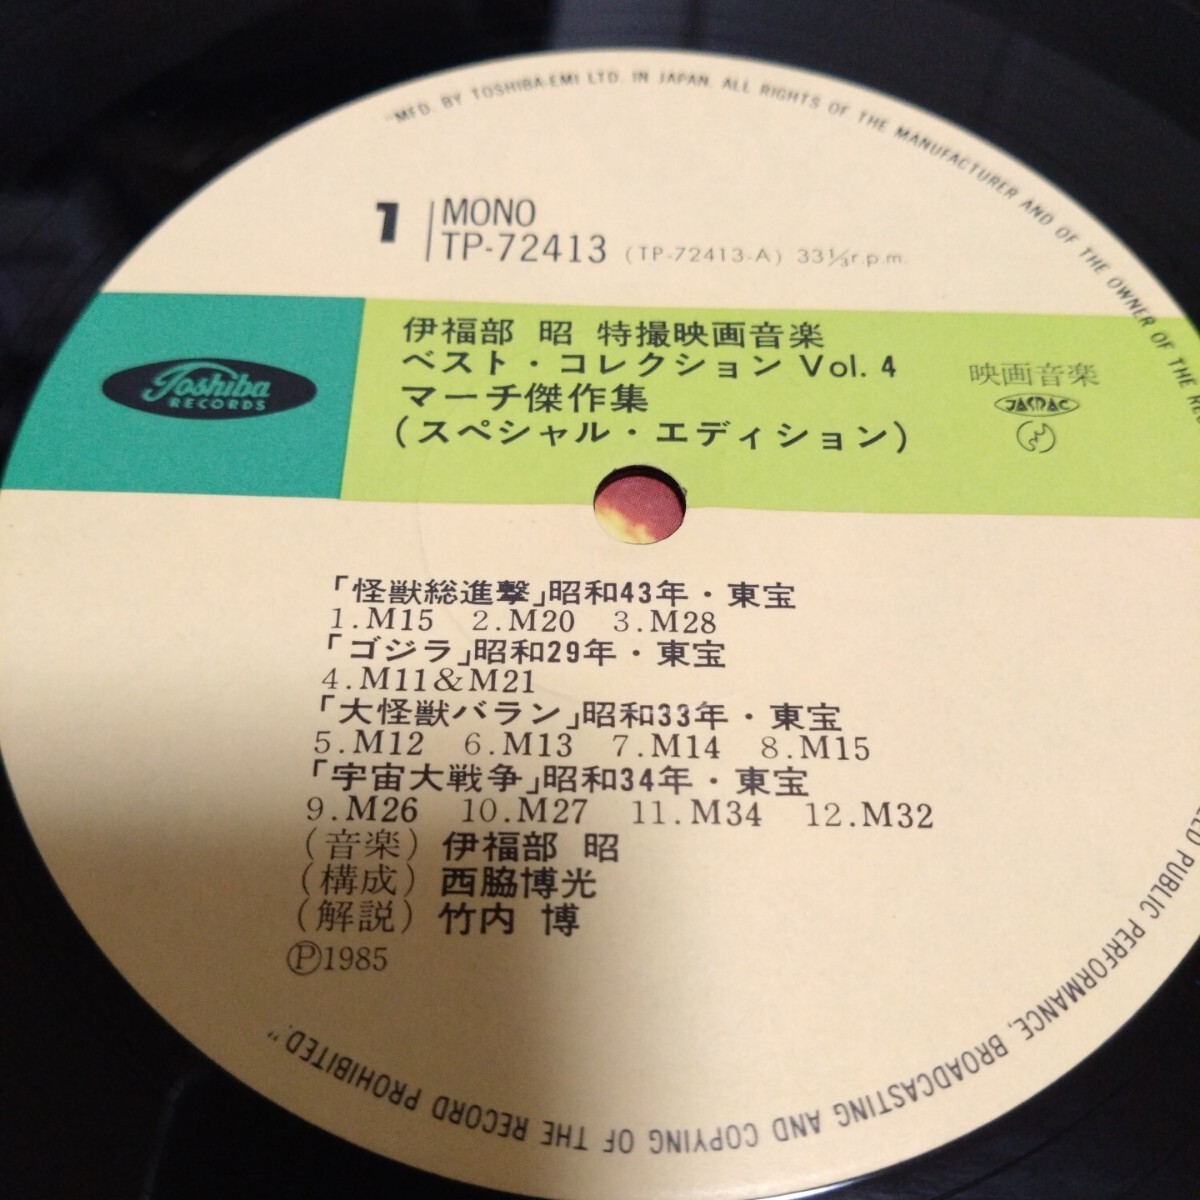 "MFD. BY TOSHIBA-EMI LTD. IN JAPAN. ALL RIGHTS OF THE MANUFACTURER AND OF THE OWNER OF THE
1
MONO
TP-72413 (TP-72413-A) 33⅓r.p.m.
Toshiba
RECORDS
伊福部 昭 特撮映画音楽
ベスト・コレクション Vol. 4
マーチ傑作集
(スペシャル・エディション)
映画音楽
JASRAC
「怪獣総進撃」昭和43年・東宝
1.M15 2.M20 3.M28
「ゴジラ」昭和29年・東宝
4.M11&M21
「大怪獣バラン」昭和33年・東宝
5.M12 6.M13 7.M14 8.M15
「宇宙大戦争」昭和34年・東宝
9.M26 10.M27 11.M34 12.M32
(音楽) 伊福部 昭
(構成) 西脇博光
(解説) 竹内 博
Ⓟ1985
PUBLIC PERFORMANCE, BROADCASTING AND COPYING OF THE RECORD PROHIBITED."